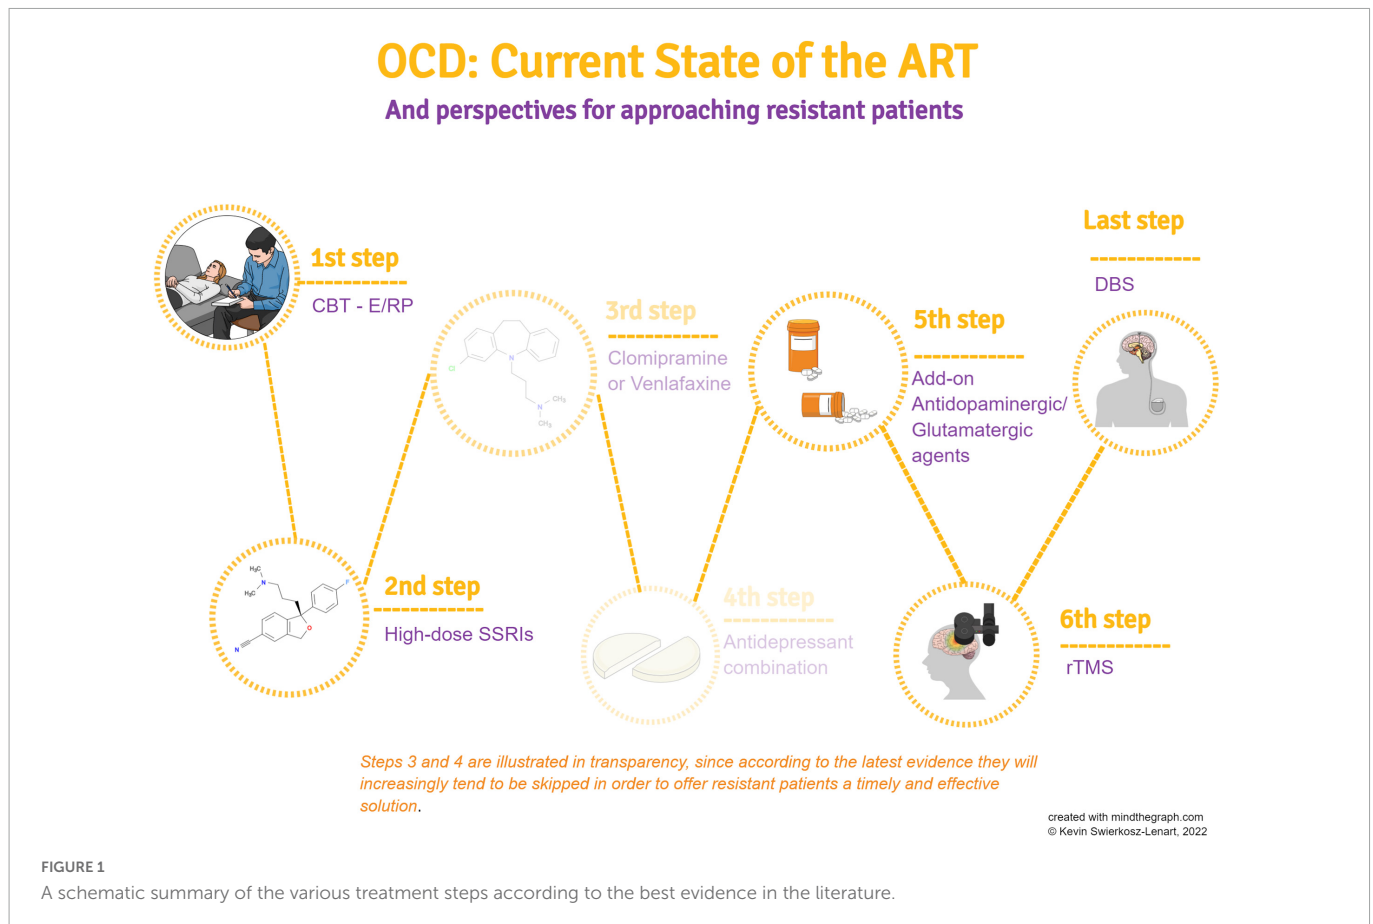 OCD: Current State of the ART
And perspectives for approaching resistant patients
1st step
CBT - E/RP
2nd step
High-dose SSRIs
H₃C
N
H₃C
F
O
N
3rd step
Clomipramine
or Venlafaxine
Cl
N
N
CH₃
CH₃
4th step
Antidepressant
combination
5th step
Add-on
Antidopaminergic/
Glutamatergic
agents
6th step
rTMS
Last step
DBS
Steps 3 and 4 are illustrated in transparency, since according to the latest evidence they will
increasingly tend to be skipped in order to offer resistant patients a timely and effective
solution.
created with mindthegraph.com
© Kevin Swierkosz-Lenart, 2022
FIGURE 1
A schematic summary of the various treatment steps according to the best evidence in the literature.